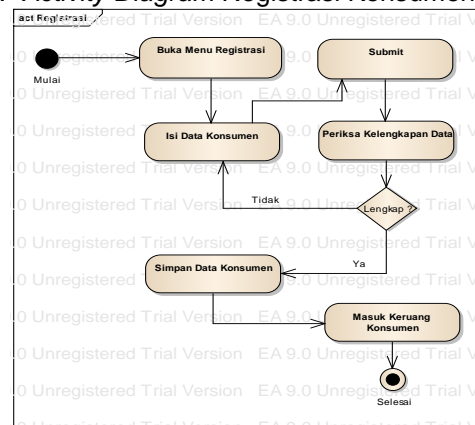 Activity Diagram Registrasi Konsumen
act Registrasi
Mulai
Buka Menu Registrasi
Submit
Isi Data Konsumen
Periksa Kelengkapan Data
Tidak
Lengkap ?
Ya
Simpan Data Konsumen
Masuk Keruang
Konsumen
Selesai
EA 9.0 Unregistered Trial Version